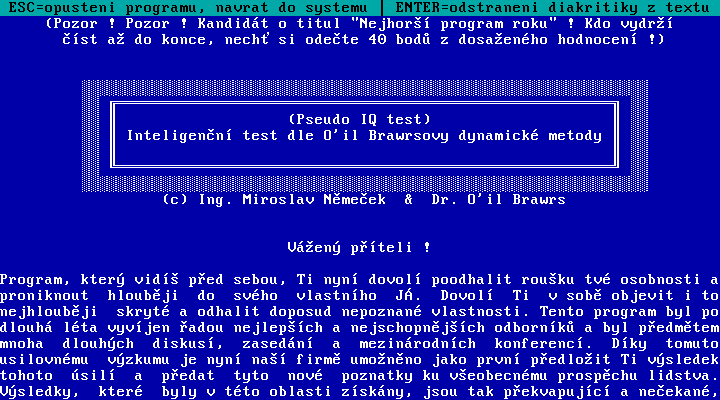 ESC=opusteni programu, navrat do systemu | ENTER=odstraneni diakritiky z textu
(Pozor ! Pozor ! Kandidát o titul "Nejhorší program roku" ! Kdo vydrží
číst až do konce, nechť si odečte 40 bodů z dosaženého hodnocení !)
(Pseudo IQ test)
Inteligenční test dle O'il Brawrsovy dynamické metody
(c) Ing. Miroslav Němeček & Dr. O'il Brawrs
Vážený příteli !
Program, který vidíš před sebou, Ti nyní dovolí poodhalit roušku tvé osobnosti a
proniknout hlouběji do svého vlastního Já. Dovolí Ti v sobě objevit i to
nejhlouběji skryté a odhalit doposud nepoznané vlastnosti. Tento program byl po
dlouhá léta vyvíjen řadou nejlepších a nejschopnějších odborníků a byl předmětem
mnoha dlouhých diskusí, zasedání a mezinárodních konferencí. Díky tomuto
usilovnému výzkumu je nyní naší firmě umožněno jako první předložit Ti výsledek
tohoto úsilí a předat tyto nové poznatky ku všeobecnému prospěchu lidstva.
Výsledky, které byly v této oblasti získány, jsou tak překvapující a nečekané,